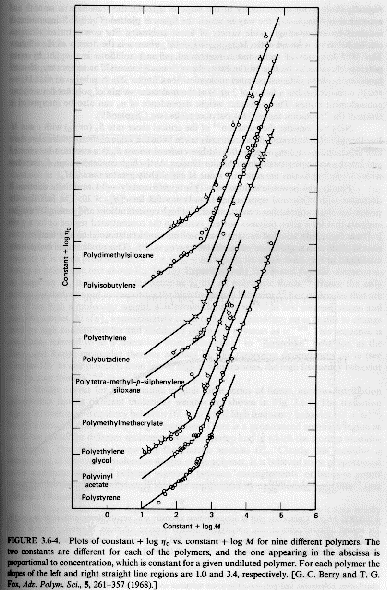 Constant + log ηc
Polydimethylsiloxane
Polyisobutylene
Polyethylene
Polybutadiene
Polytetra-methyl-p-silphenylene
siloxane
Polymethylmethacrylate
Polyethylene
glycol
Polyvinyl
acetate
Polystyrene
0 1 2 3 4 5 6
Constant + log M
FIGURE 3.6-4. Plots of constant + log ηc vs. constant + log M for nine different polymers. The
two constants are different for each of the polymers, and the one appearing in the abscissa is
proportional to concentration, which is constant for a given undiluted polymer. For each polymer the
slopes of the left and right straight line regions are 1.0 and 3.4, respectively. [G. C. Berry and T. G.
Fox, Adv. Polym. Sci., 5, 261-357 (1968).]